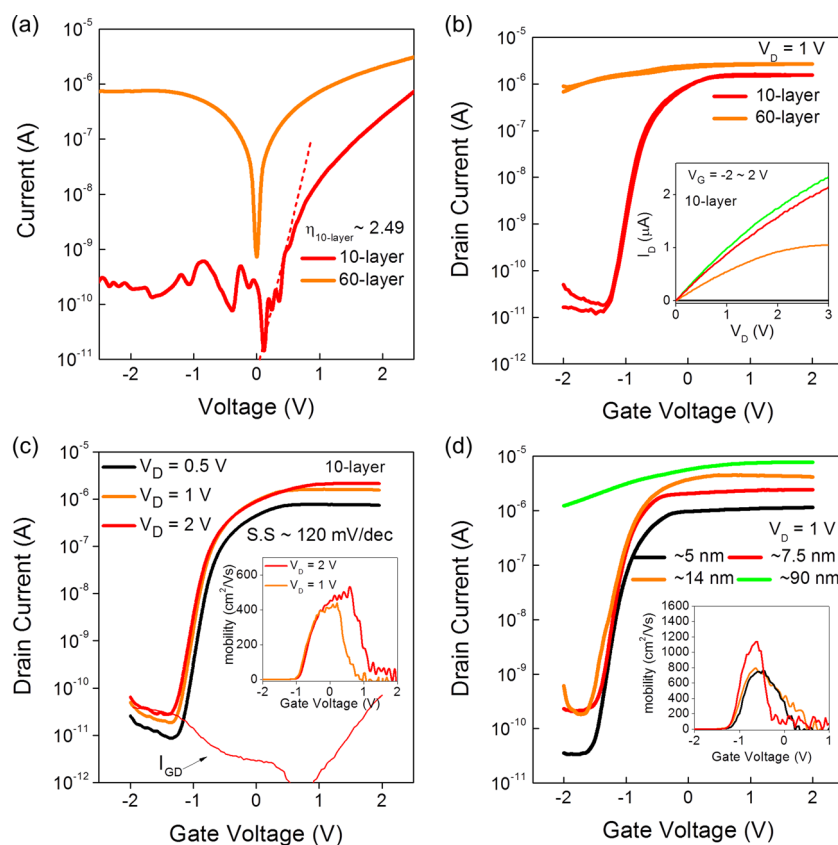 (a)
10⁻⁵
10⁻⁶
10⁻⁷
10⁻⁸
10⁻⁹
10⁻¹⁰
10⁻¹¹
Current (A)
η10-layer ~ 2.49
10-layer
60-layer
-2 -1 0 1 2
Voltage (V)
(b)
10⁻⁵
10⁻⁶
10⁻⁷
10⁻⁸
10⁻⁹
10⁻¹⁰
10⁻¹¹
10⁻¹²
Drain Current (A)
VD = 1 V
10-layer
60-layer
VG = -2 ~ 2 V
10-layer
2
1
0
ID (μA)
0 1 2 3
VD (V)
-2 -1 0 1 2
Gate Voltage (V)
(c)
10⁻⁵
10⁻⁶
10⁻⁷
10⁻⁸
10⁻⁹
10⁻¹⁰
10⁻¹¹
10⁻¹²
Drain Current (A)
VD = 0.5 V
VD = 1 V
VD = 2 V
10-layer
S.S ~ 120 mV/dec
VD = 2 V
VD = 1 V
600
400
200
0
mobility (cm²/Vs)
-2 -1 0 1 2
Gate Voltage (V)
IGD
-2 -1 0 1 2
Gate Voltage (V)
(d)
10⁻⁵
10⁻⁶
10⁻⁷
10⁻⁸
10⁻⁹
10⁻¹⁰
10⁻¹¹
Drain Current (A)
VD = 1 V
~5 nm ~7.5 nm
~14 nm ~90 nm
1600
1400
1200
1000
800
600
400
200
0
mobility (cm²/Vs)
-2 -1 0 1
Gate Voltage (V)
-2 -1 0 1 2
Gate Voltage (V)